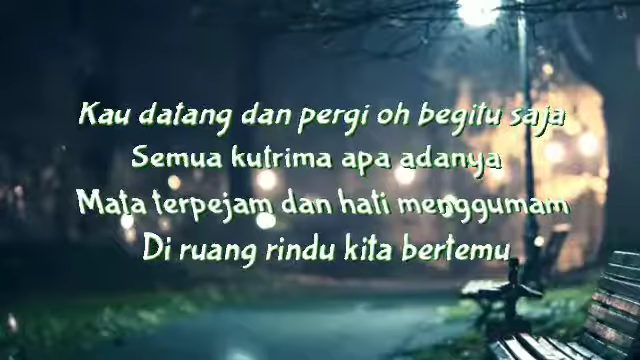 Kau datang dan pergi oh begitu saja
Semua kutrima apa adanya
Mata terpejam dan hati menggumam
Di ruang rindu kita bertemu